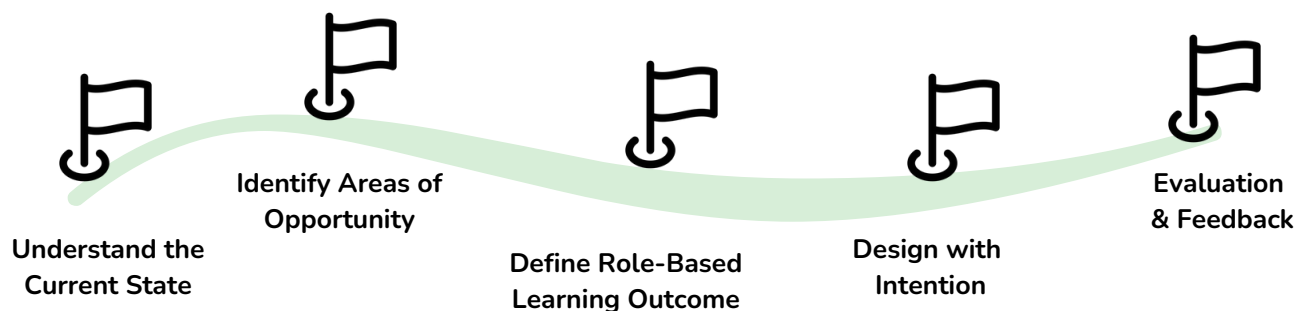 Understand the
Current State
Identify Areas of
Opportunity
Define Role-Based
Learning Outcome
Design with
Intention
Evaluation
& Feedback